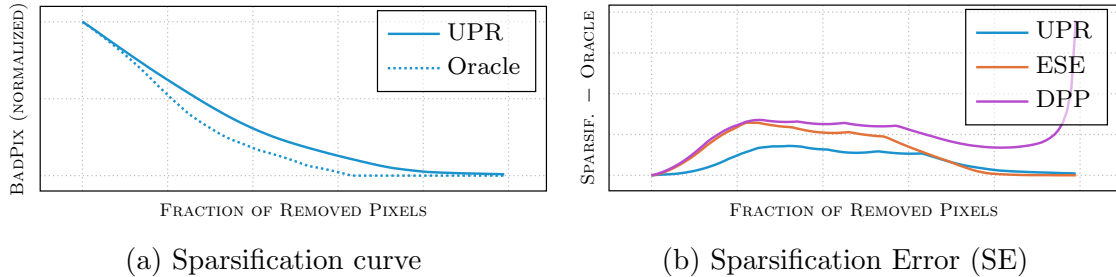 BADPIX (NORMALIZED)
UPR
Oracle
FRACTION OF REMOVED PIXELS
(a) Sparsification curve
SPARSIF. − ORACLE
UPR
ESE
DPP
FRACTION OF REMOVED PIXELS
(b) Sparsification Error (SE)